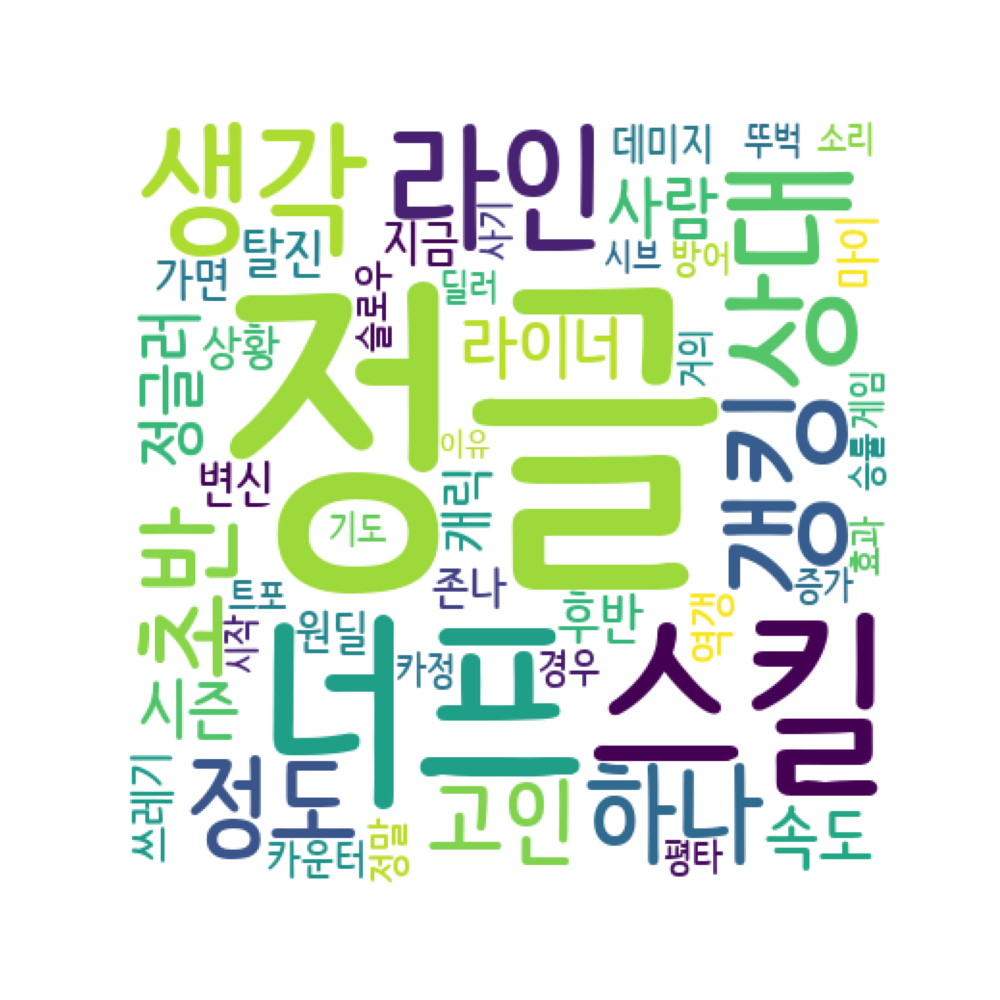 생각
라인
데미지
뚜벅
소리
사람
상대
마이
탈진
지금
사기
시브
방어
가면
슬로우
딜러
정글
정글러
상황
라이너
거의
갱킹
게임
승률
변신
이유
캐릭
기도
효과
초반
트포
존나
후반
역갱
증가
시작
원딜
카정
경우
너프
스킬
시즌
쓰레기
정도
고인
하나
속도
카운터
정말
평타